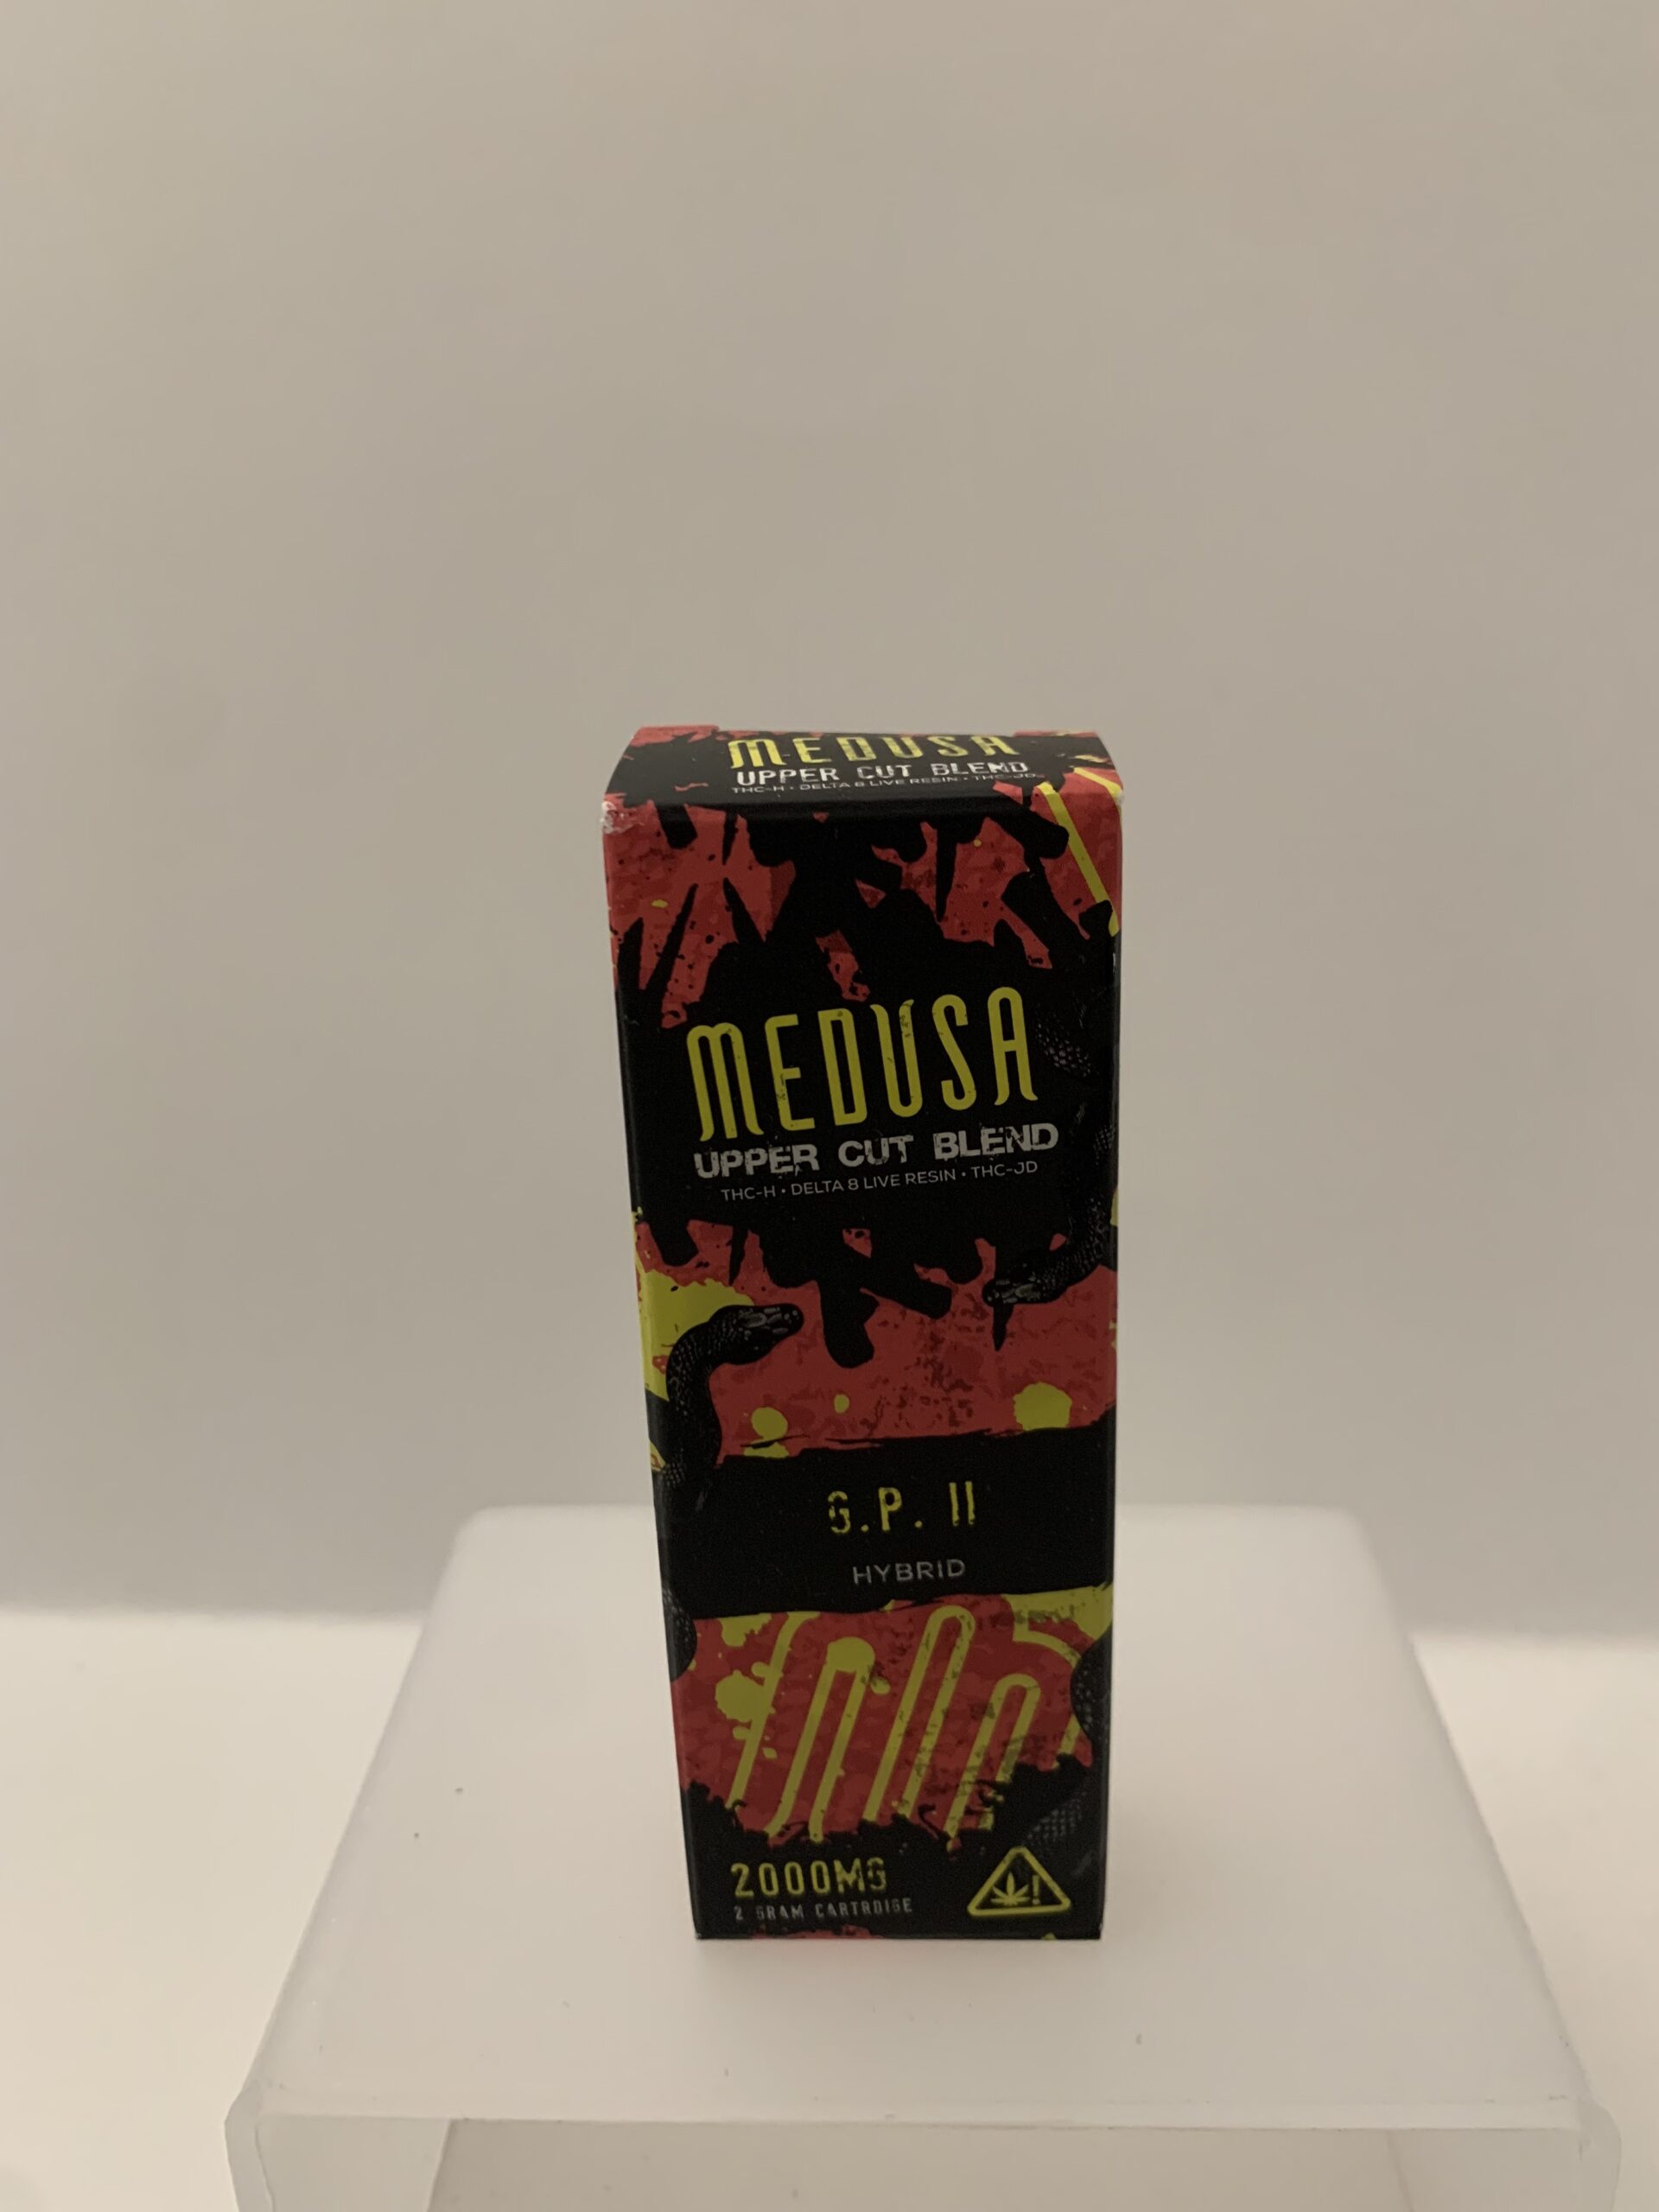 MEDUSA
UPPER CUT BLEND
THC-H • DELTA 8 LIVE RESIN • THC-JD
MEDUSA
UPPER CUT BLEND
THC-H • DELTA 8 LIVE RESIN • THC-JD
G.P. II
HYBRID
2000MG
2 GRAM CARTRDIGE
!